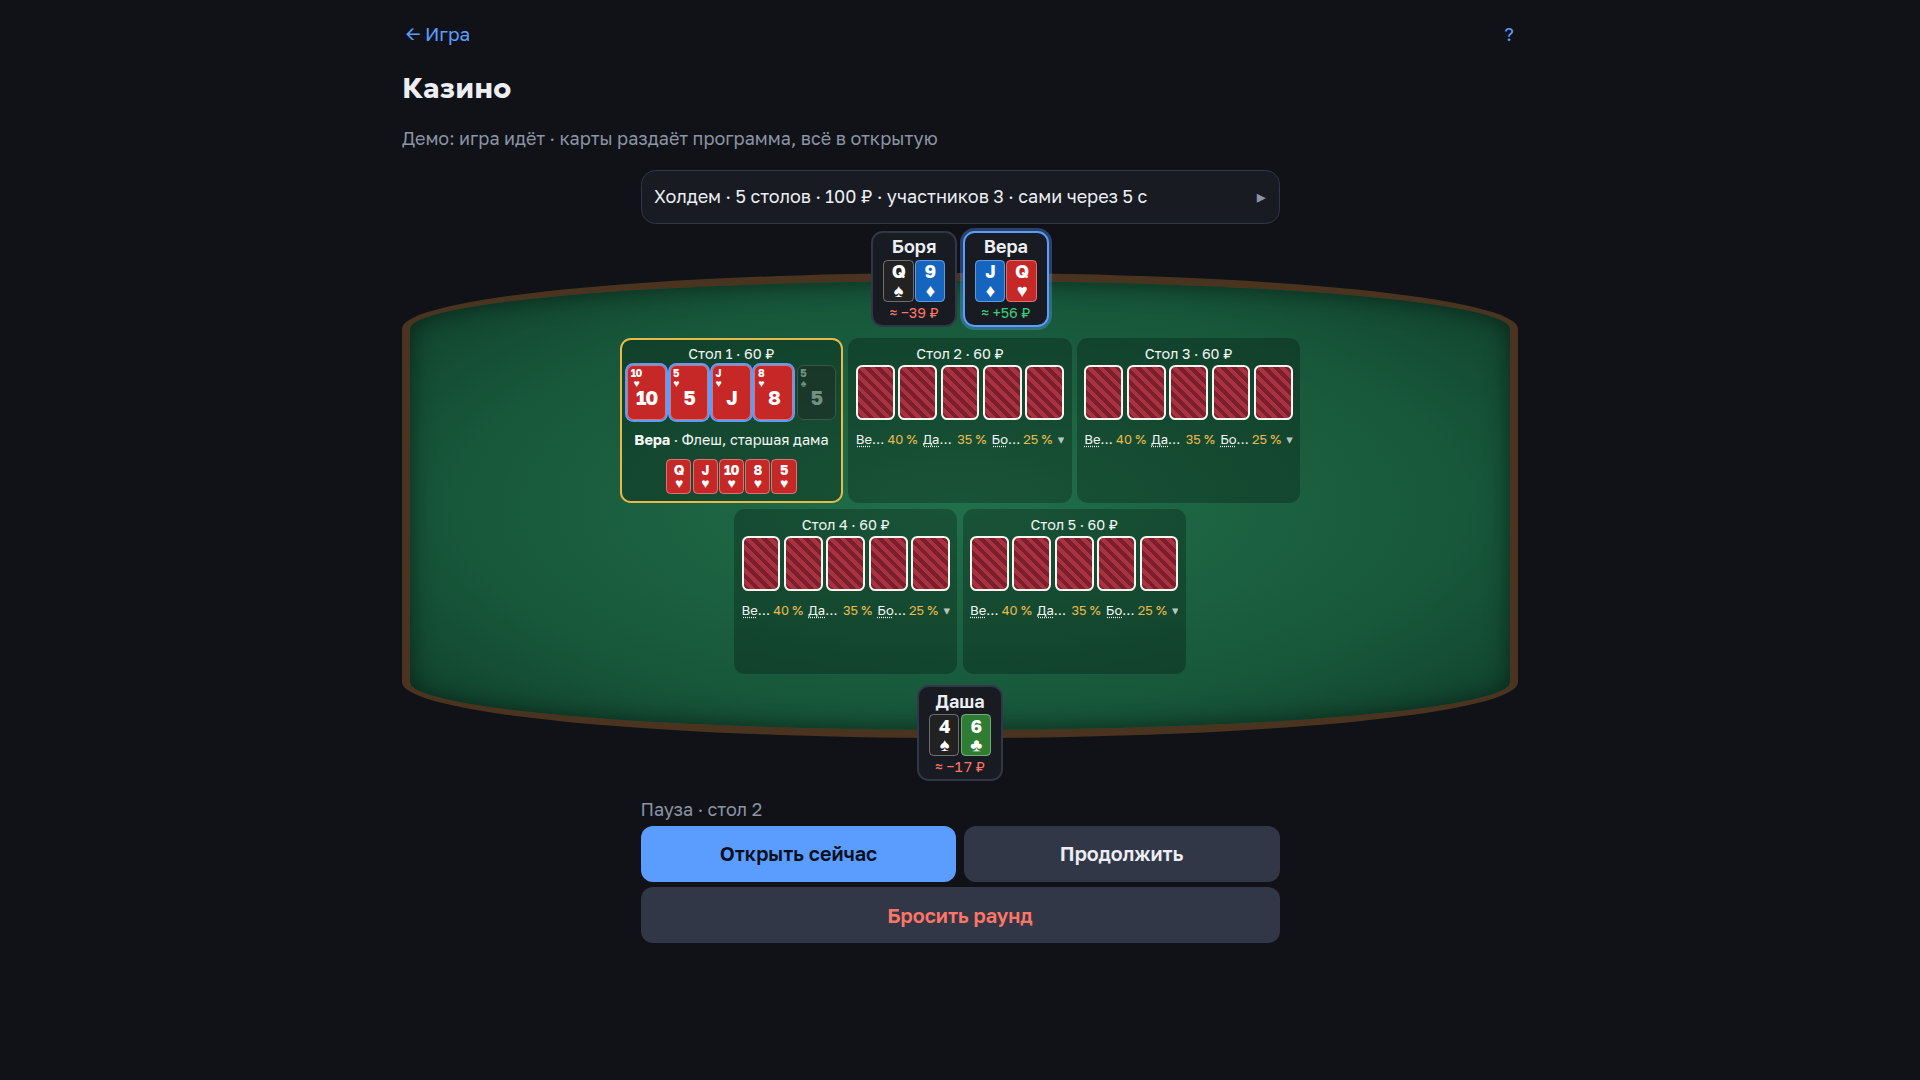 ← Игра
?
Казино
Демо: игра идёт · карты раздаёт программа, всё в открытую
Холдем · 5 столов · 100 ₽ · участников 3 · сами через 5 с ▸
Боря
Q♠ 9♦
≈ −39 ₽
Вера
J♦ Q♥
≈ +56 ₽
Стол 1 · 60 ₽
10♥ 10 5♥ 5 J♥ J 8♥ 8 5♠ 5
Вера · Флеш, старшая дама
Q♥ J♥ 10♥ 8♥ 5♥
Стол 2 · 60 ₽
Ве… 40 % Да… 35 % Бо… 25 % ▾
Стол 3 · 60 ₽
Ве… 40 % Да… 35 % Бо… 25 % ▾
Стол 4 · 60 ₽
Ве… 40 % Да… 35 % Бо… 25 % ▾
Стол 5 · 60 ₽
Ве… 40 % Да… 35 % Бо… 25 % ▾
Даша
4♠ 6♣
≈ −17 ₽
Пауза · стол 2
Открыть сейчас
Продолжить
Бросить раунд